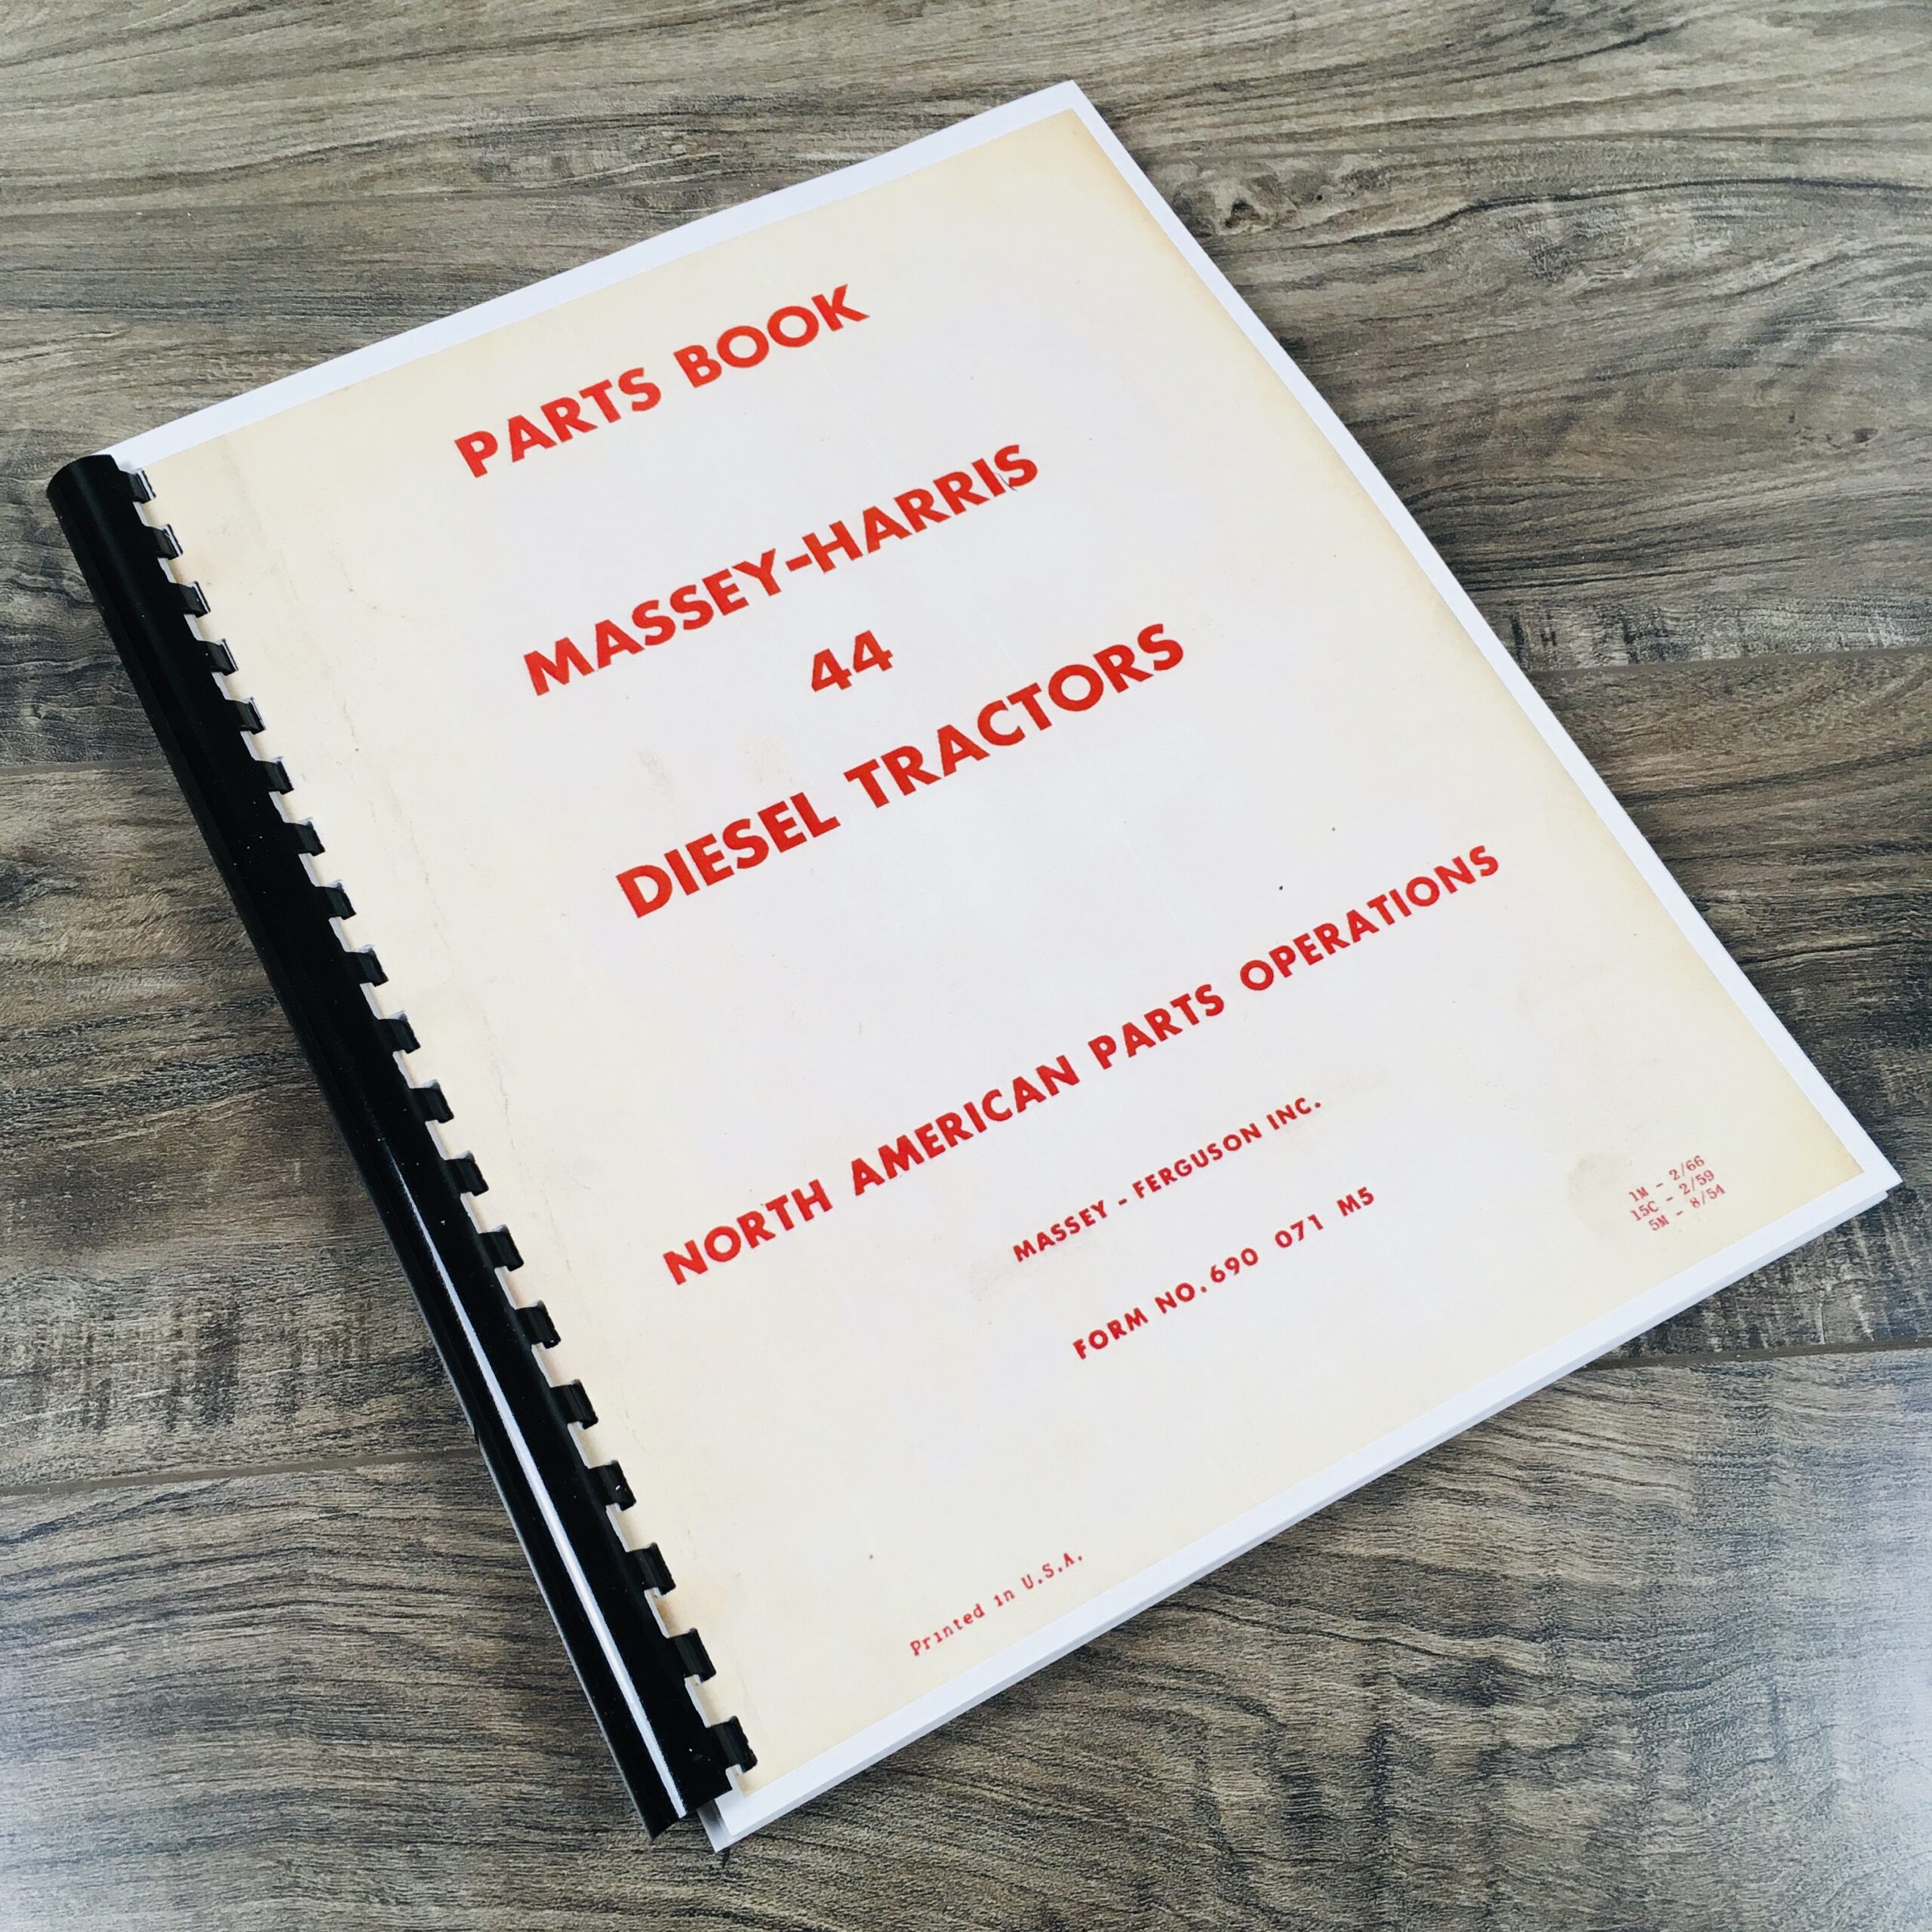 PARTS BOOK
MASSEY-HARRIS
44
DIESEL TRACTORS
NORTH AMERICAN PARTS OPERATIONS
MASSEY - FERGUSON INC.
FORM NO. 690 071 M5
1M - 2/66
15C - 2/59
5M - 8/54
Printed in U.S.A.